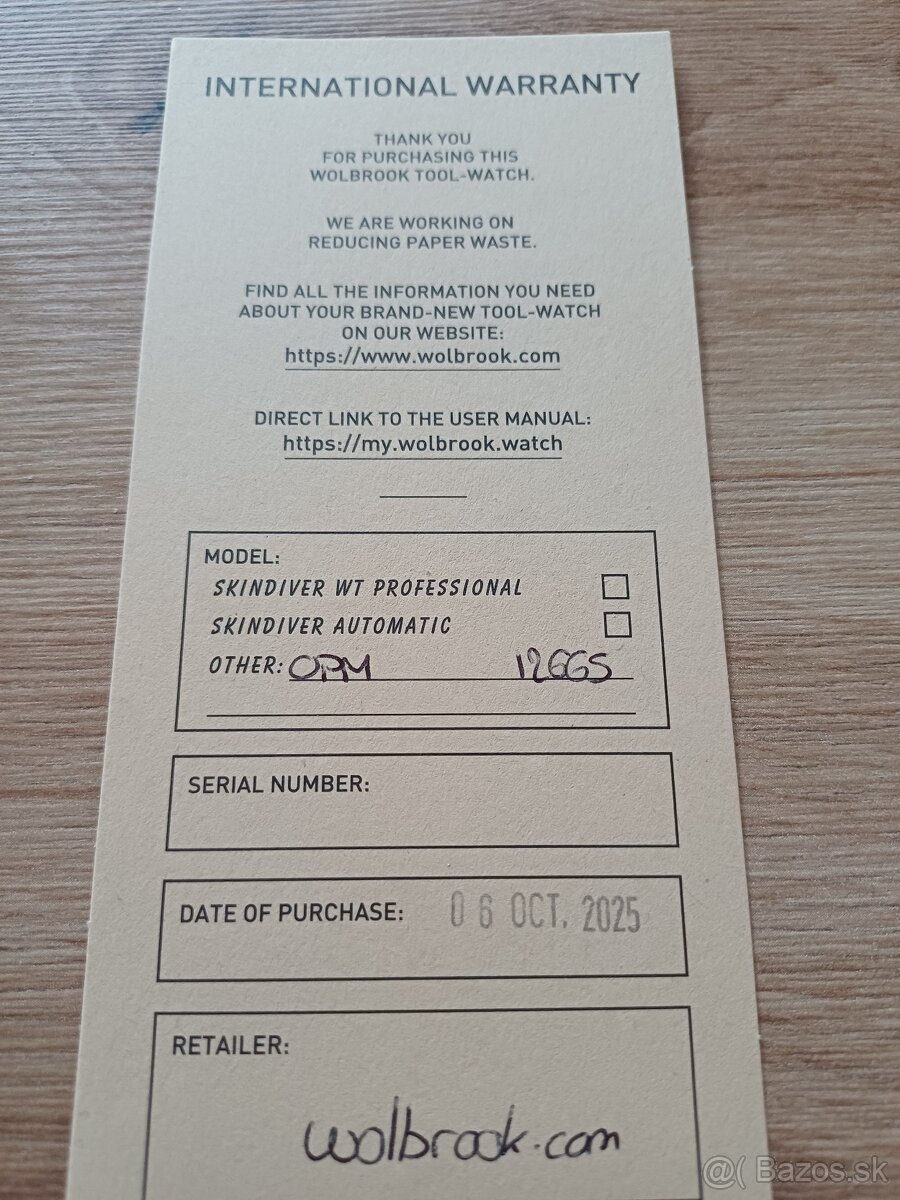 INTERNATIONAL WARRANTY
THANK YOU
FOR PURCHASING THIS
WOLBROOK TOOL-WATCH.
WE ARE WORKING ON
REDUCING PAPER WASTE.
FIND ALL THE INFORMATION YOU NEED
ABOUT YOUR BRAND-NEW TOOL-WATCH
ON OUR WEBSITE:
https://www.wolbrook.com
DIRECT LINK TO THE USER MANUAL:
https://my.wolbrook.watch
MODEL:
SKINDIVER WT PROFESSIONAL
SKINDIVER AUTOMATIC
OTHER: OPM
SERIAL NUMBER:
DATE OF PURCHASE: 06 OCT. 2025
RETAILER:
wolbrook.com
@( Bazos.sk